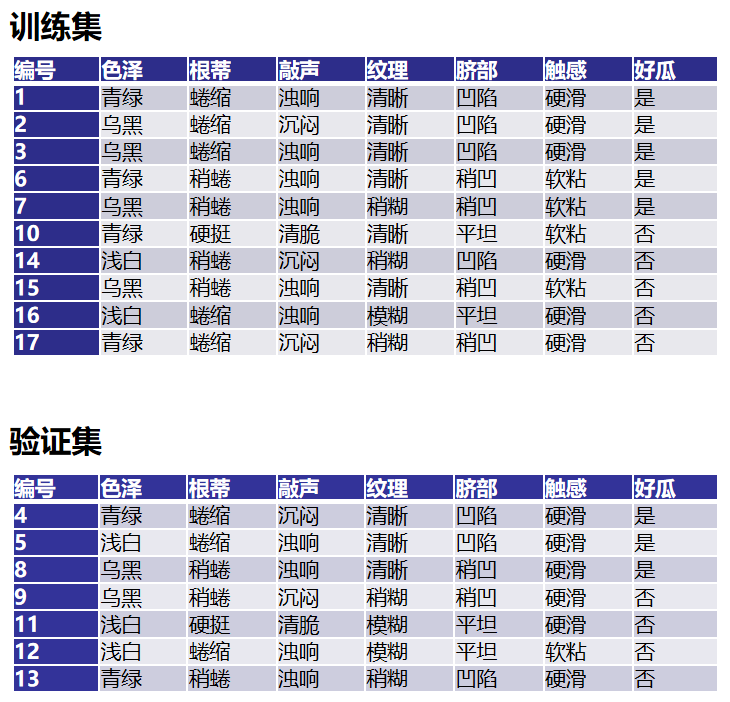 训练集
编号 色泽 根蒂 敲声 纹理 脐部 触感 好瓜
1 青绿 蜷缩 浊响 清晰 凹陷 硬滑 是
2 乌黑 蜷缩 沉闷 清晰 凹陷 硬滑 是
3 乌黑 蜷缩 浊响 清晰 凹陷 硬滑 是
6 青绿 稍蜷 浊响 清晰 稍凹 软粘 是
7 乌黑 稍蜷 浊响 稍糊 稍凹 软粘 是
10 青绿 硬挺 清脆 清晰 平坦 软粘 否
14 浅白 稍蜷 沉闷 稍糊 凹陷 硬滑 否
15 乌黑 稍蜷 浊响 清晰 稍凹 软粘 否
16 浅白 蜷缩 浊响 模糊 平坦 硬滑 否
17 青绿 蜷缩 沉闷 稍糊 稍凹 硬滑 否
验证集
编号 色泽 根蒂 敲声 纹理 脐部 触感 好瓜
4 青绿 蜷缩 沉闷 清晰 凹陷 硬滑 是
5 浅白 蜷缩 浊响 清晰 凹陷 硬滑 是
8 乌黑 稍蜷 浊响 清晰 稍凹 硬滑 是
9 乌黑 稍蜷 沉闷 稍糊 稍凹 硬滑 否
11 浅白 硬挺 清脆 模糊 平坦 硬滑 否
12 浅白 蜷缩 浊响 模糊 平坦 软粘 否
13 青绿 稍蜷 浊响 稍糊 凹陷 硬滑 否